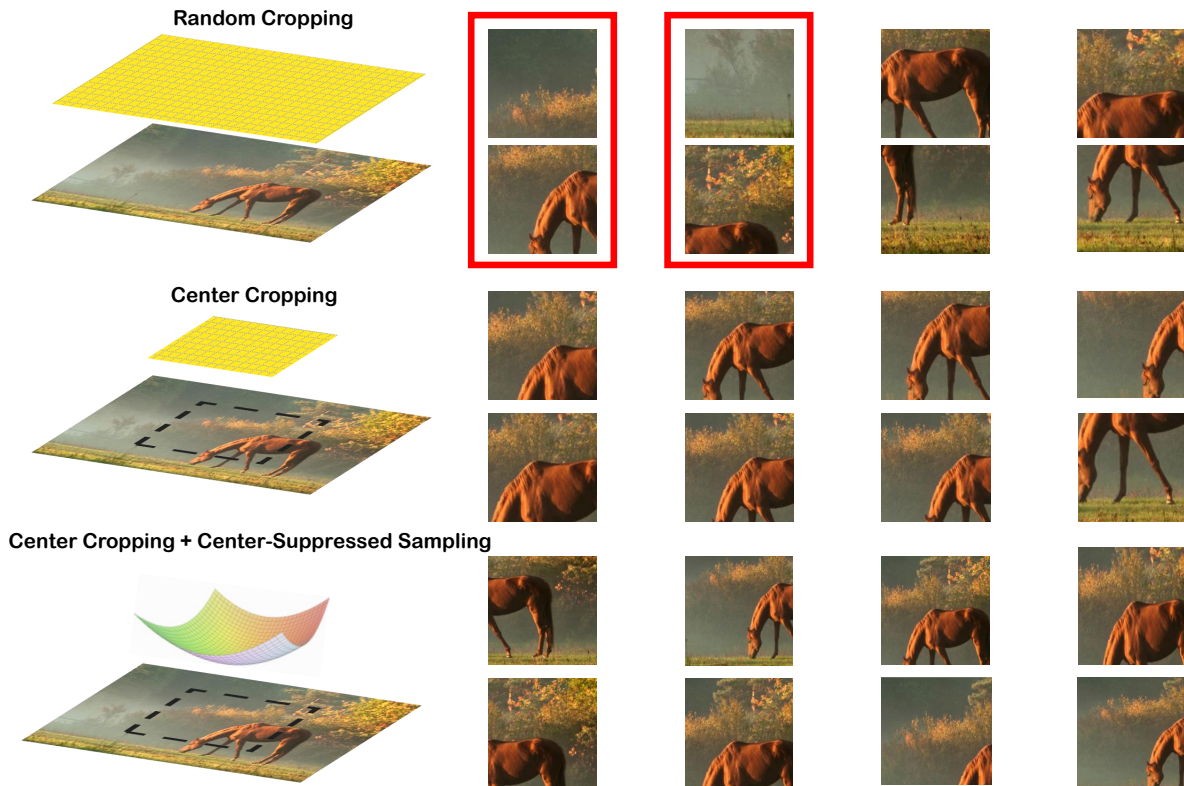 Random Cropping
Center Cropping
Center Cropping + Center-Suppressed Sampling